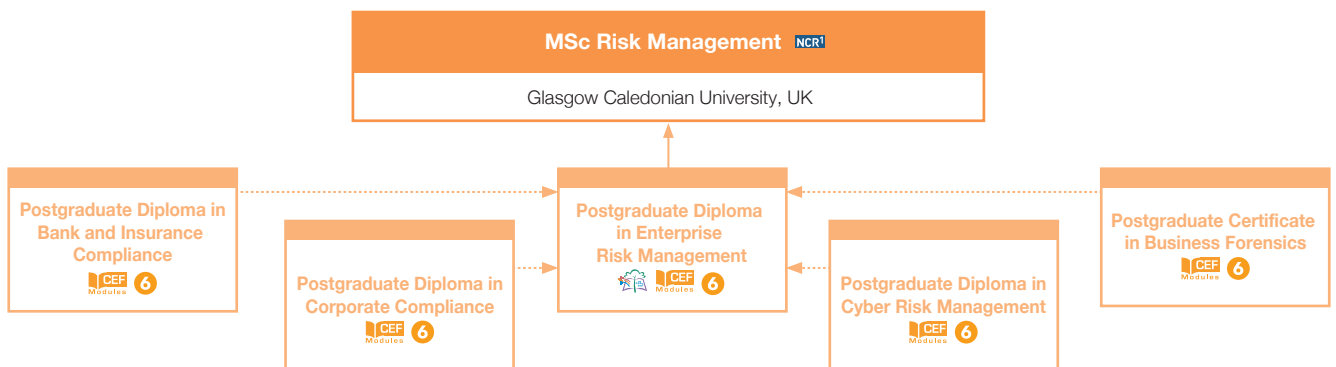 MSc Risk Management NCR1
Glasgow Caledonian University, UK
Postgraduate Diploma in
Bank and Insurance
Compliance
CEF
Modules
6
Postgraduate Diploma in
Corporate Compliance
CEF
Modules
6
Postgraduate Diploma
in Enterprise
Risk Management
CEF
Modules
6
Postgraduate Diploma in
Cyber Risk Management
CEF
Modules
6
Postgraduate Certificate
in Business Forensics
CEF
Modules
6